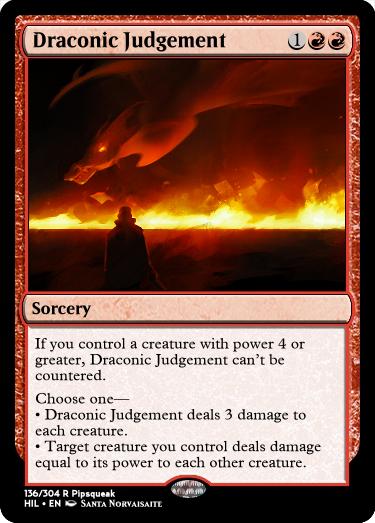 Draconic Judgement 1
Sorcery
If you control a creature with power 4 or
greater, Draconic Judgement can't be
countered.
Choose one—
• Draconic Judgement deals 3 damage to
each creature.
• Target creature you control deals damage
equal to its power to each other creature.
136/304 R Pipsqueak
HIL • EN Santa Norvaisaite